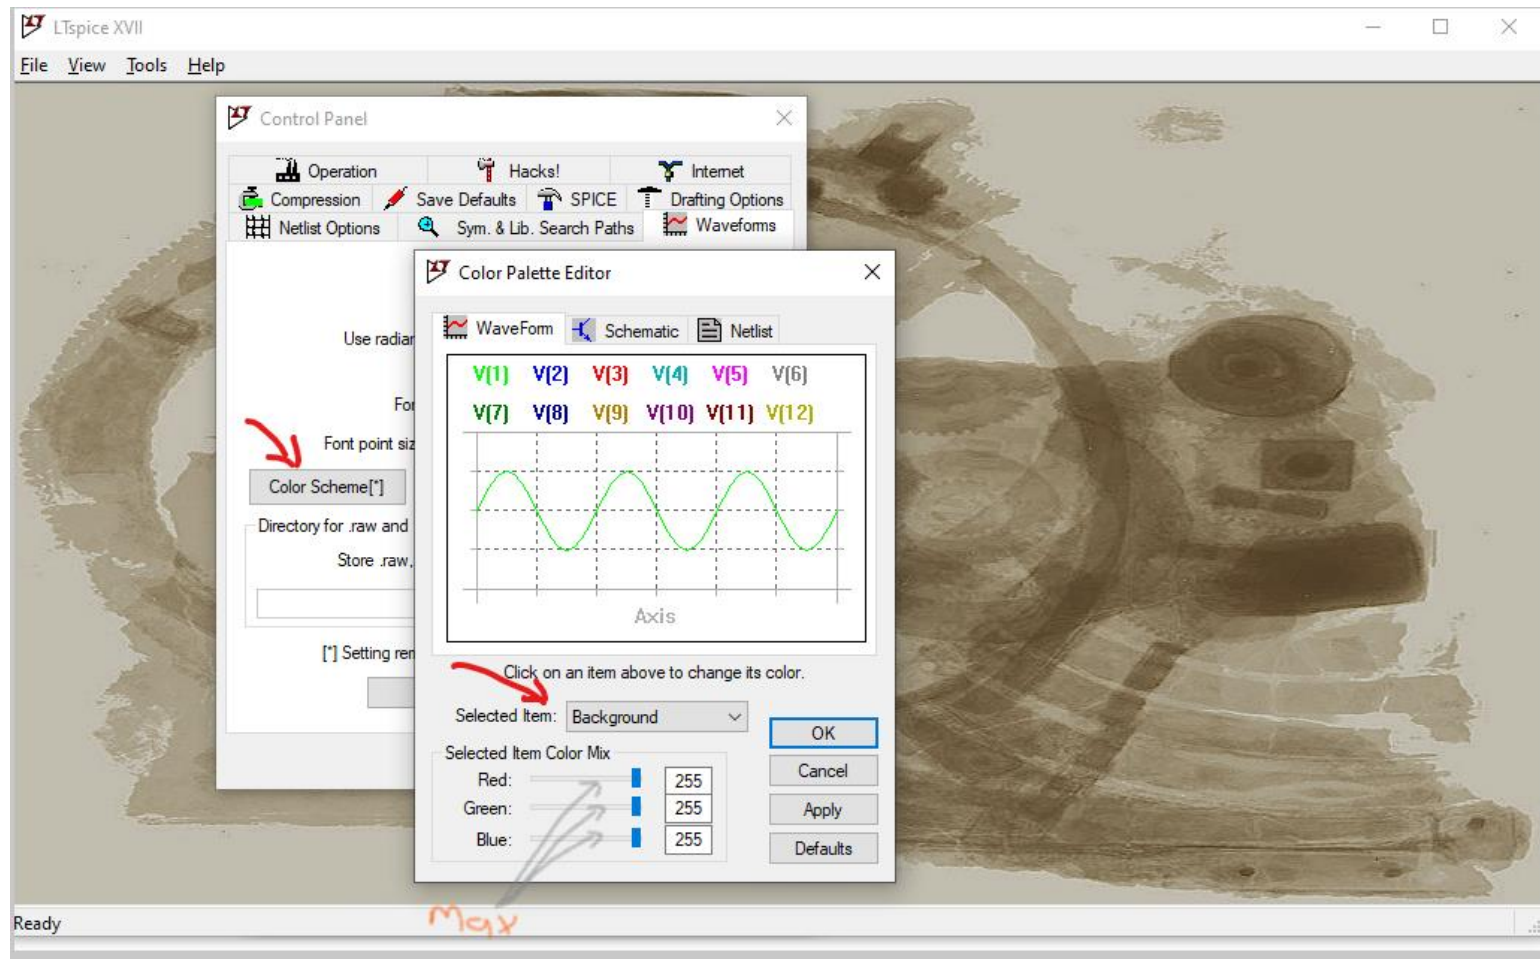 LTspice XVII
File View Tools Help
Control Panel
Operation Hacks! Internet
Compression Save Defaults SPICE Drafting Options
Netlist Options Sym. & Lib. Search Paths Waveforms
Use radian
Font point siz
Color Scheme[*]
Directory for .raw and
Store .raw,
[*] Setting rem
Color Palette Editor
WaveForm Schematic Netlist
V(1) V(2) V(3) V(4) V(5) V(6)
V(7) V(8) V(9) V(10) V(11) V(12)
Axis
Click on an item above to change its color.
Selected Item: Background
OK
Selected Item Color Mix
Red: 255
Cancel
Green: 255
Apply
Blue: 255
Defaults
Max
Ready